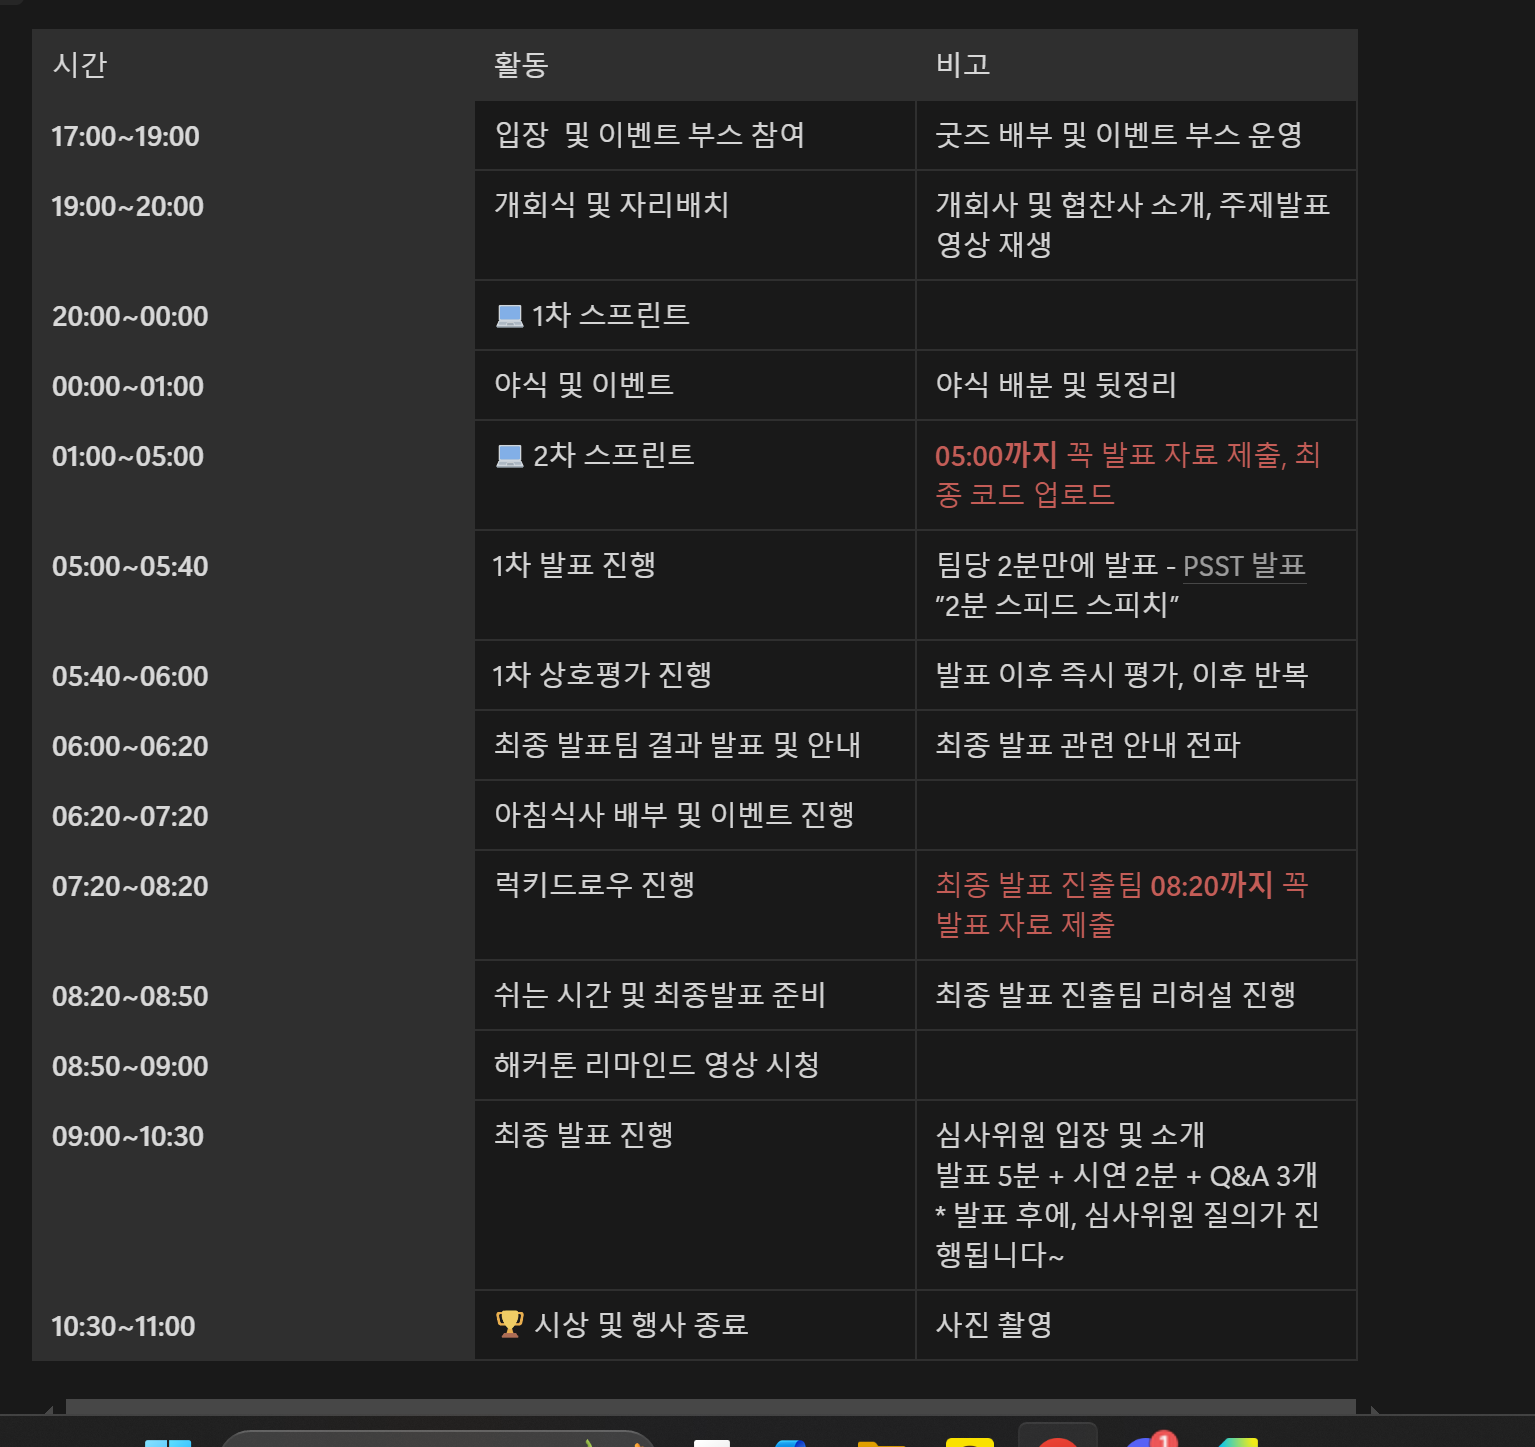 시간 활동 비고
17:00~19:00 입장 및 이벤트 부스 참여 굿즈 배부 및 이벤트 부스 운영
19:00~20:00 개회식 및 자리배치 개회사 및 협찬사 소개, 주제발표
영상 재생
20:00~00:00 💻 1차 스프린트
00:00~01:00 야식 및 이벤트 야식 배분 및 뒷정리
01:00~05:00 💻 2차 스프린트 05:00까지 꼭 발표 자료 제출, 최
종 코드 업로드
05:00~05:40 1차 발표 진행 팀당 2분만에 발표 - PSST 발표
”2분 스피드 스피치”
05:40~06:00 1차 상호평가 진행 발표 이후 즉시 평가, 이후 반복
06:00~06:20 최종 발표팀 결과 발표 및 안내 최종 발표 관련 안내 전파
06:20~07:20 아침식사 배부 및 이벤트 진행
07:20~08:20 럭키드로우 진행 최종 발표 진출팀 08:20까지 꼭
발표 자료 제출
08:20~08:50 쉬는 시간 및 최종발표 준비 최종 발표 진출팀 리허설 진행
08:50~09:00 해커톤 리마인드 영상 시청
09:00~10:30 최종 발표 진행 심사위원 입장 및 소개
발표 5분 + 시연 2분 + Q&A 3개
* 발표 후에, 심사위원 질의가 진
행됩니다~
10:30~11:00 🏆 시상 및 행사 종료 사진 촬영
1